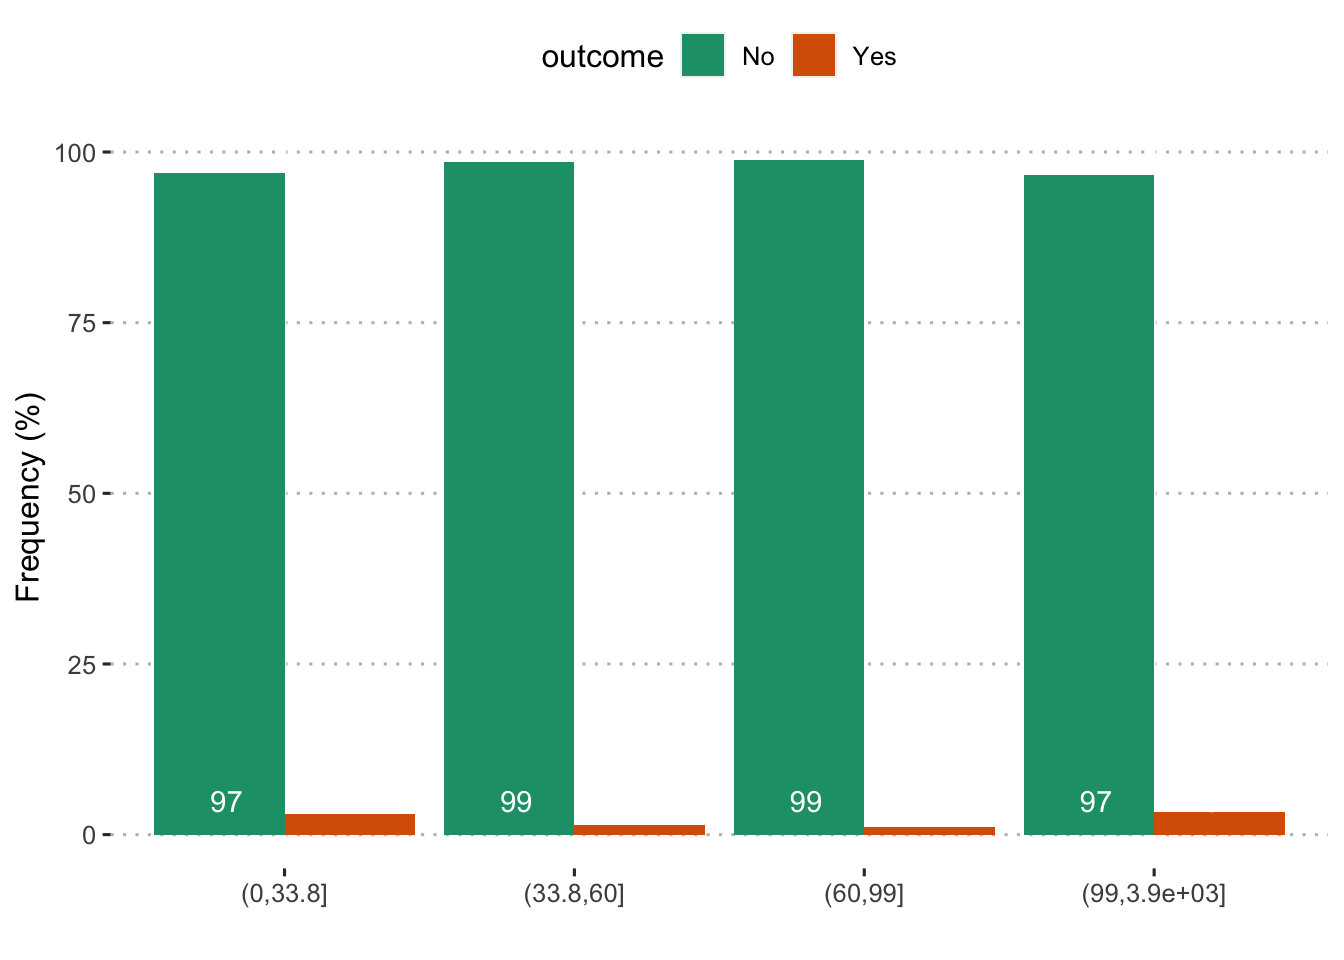 outcome No Yes
Frequency (%)
100
75
50
25
0
97 99 99 97
(0,33.8] (33.8,60] (60,99] (99,3.9e+03]